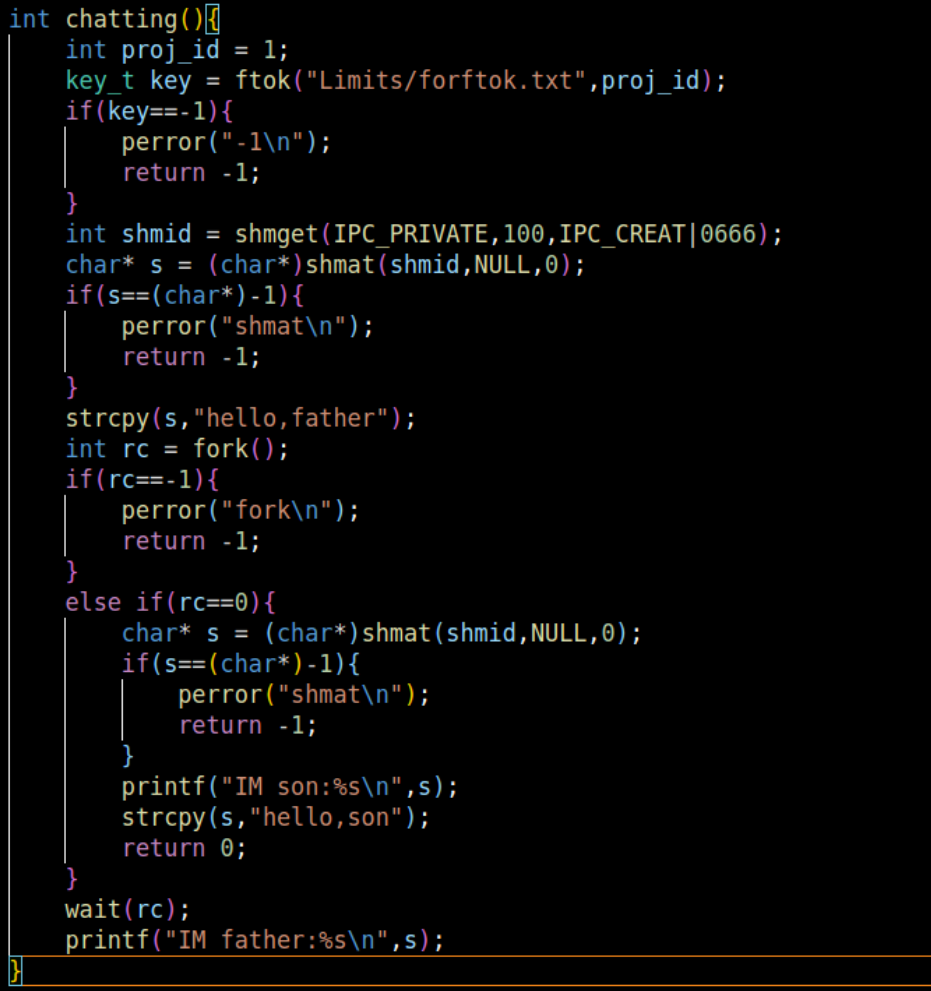 int chatting(){
    int proj_id = 1;
    key_t key = ftok("Limits/forftok.txt",proj_id);
    if(key==-1){
        perror("-1\n");
        return -1;
    }
    int shmid = shmget(IPC_PRIVATE,100,IPC_CREAT|0666);
    char* s = (char*)shmat(shmid,NULL,0);
    if(s==(char*)-1){
        perror("shmat\n");
        return -1;
    }
    strcpy(s,"hello,father");
    int rc = fork();
    if(rc==-1){
        perror("fork\n");
        return -1;
    }
    else if(rc==0){
        char* s = (char*)shmat(shmid,NULL,0);
        if(s==(char*)-1){
            perror("shmat\n");
            return -1;
        }
        printf("IM son:%s\n",s);
        strcpy(s,"hello,son");
        return 0;
    }
    wait(rc);
    printf("IM father:%s\n",s);
}